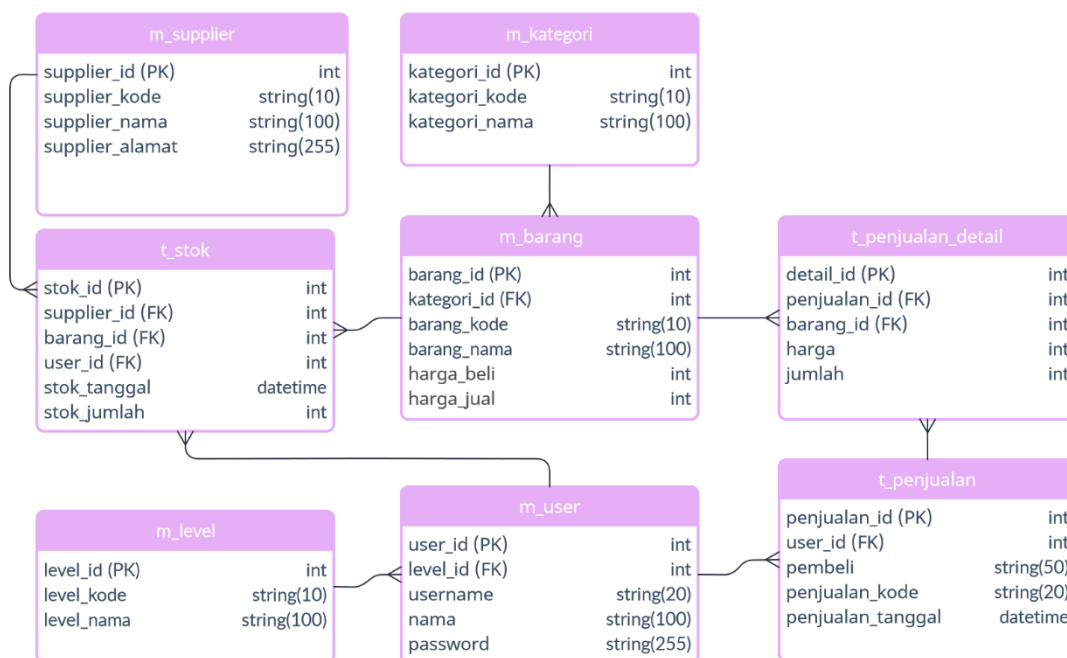 m_supplier
supplier_id (PK) int
supplier_kode string(10)
supplier_nama string(100)
supplier_alamat string(255)
m_kategori
kategori_id (PK) int
kategori_kode string(10)
kategori_nama string(100)
t_stok
stok_id (PK) int
supplier_id (FK) int
barang_id (FK) int
user_id (FK) int
stok_tanggal datetime
stok_jumlah int
m_barang
barang_id (PK) int
kategori_id (FK) int
barang_kode string(10)
barang_nama string(100)
harga_beli int
harga_jual int
t_penjualan_detail
detail_id (PK) int
penjualan_id (FK) int
barang_id (FK) int
harga int
jumlah int
m_level
level_id (PK) int
level_kode string(10)
level_nama string(100)
m_user
user_id (PK) int
level_id (FK) int
username string(20)
nama string(100)
password string(255)
t_penjualan
penjualan_id (PK) int
user_id (FK) int
pembeli string(50)
penjualan_kode string(20)
penjualan_tanggal datetime